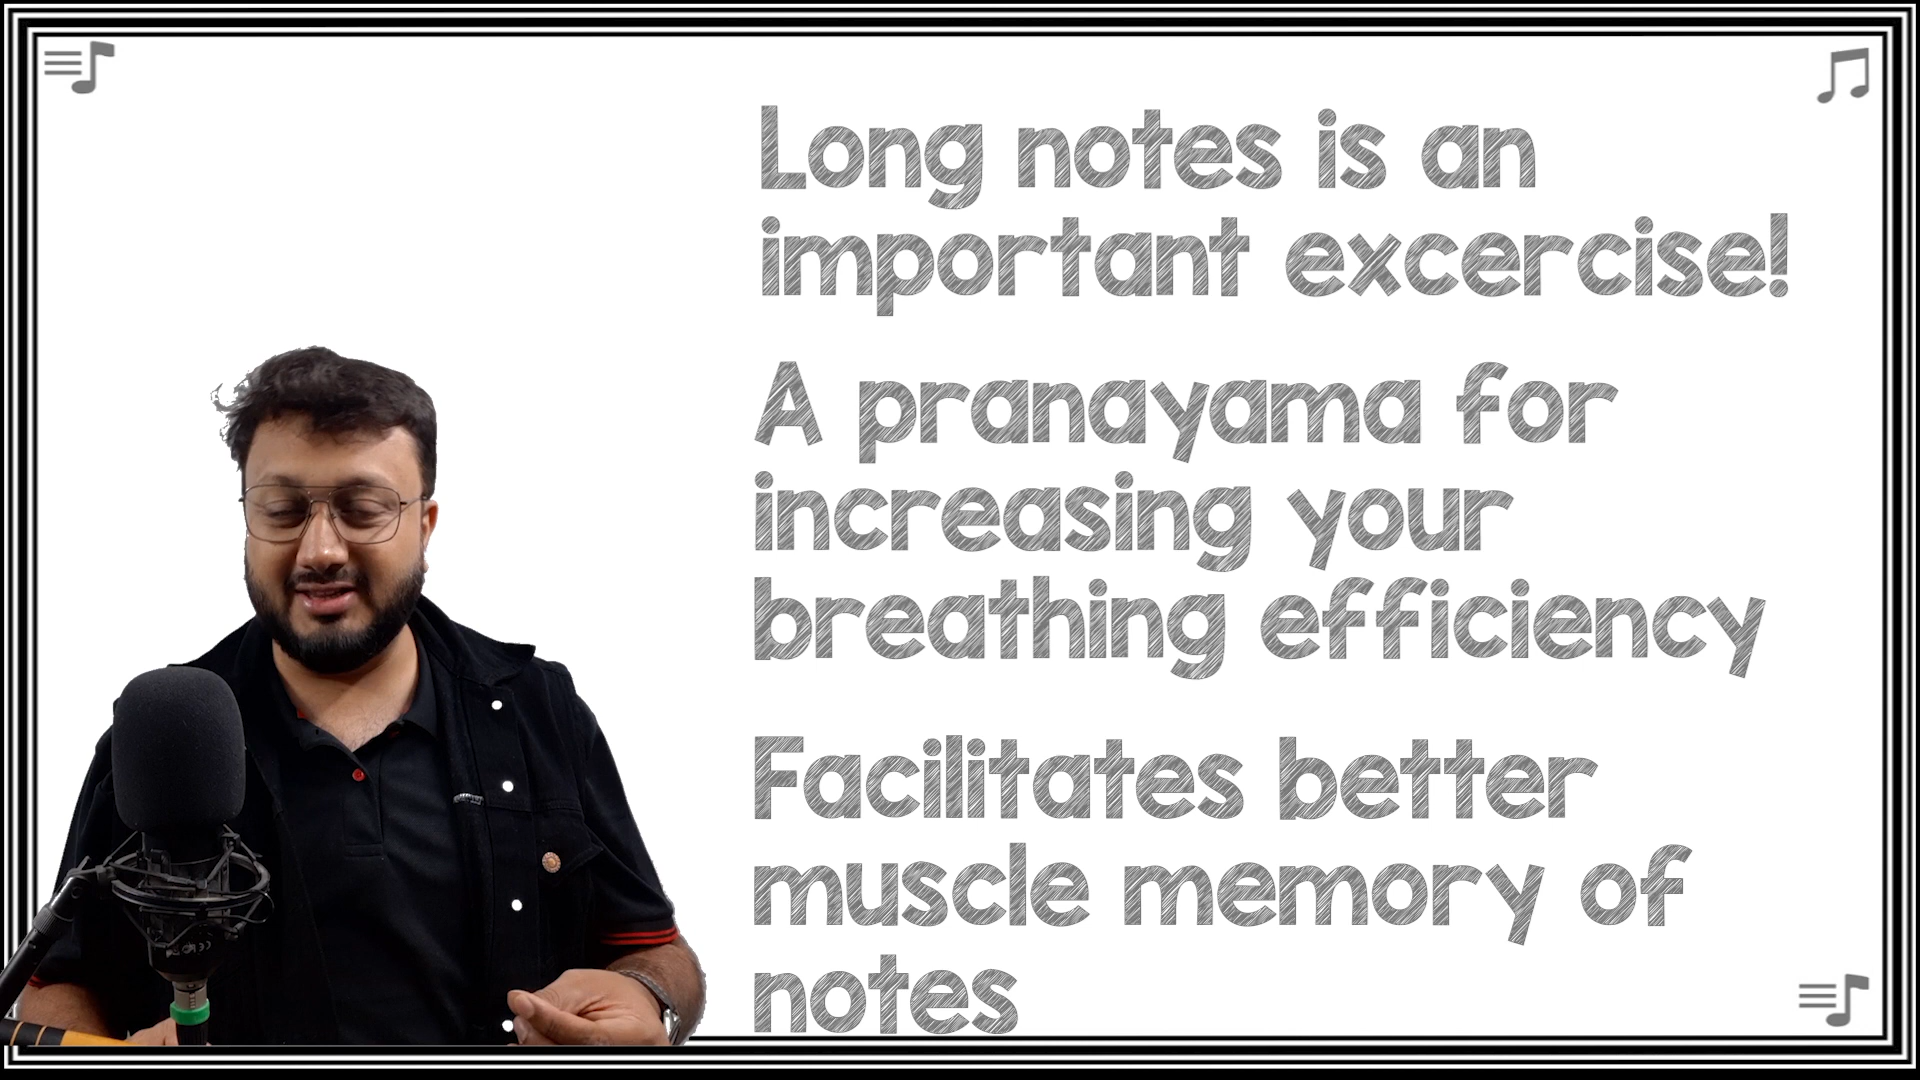 Long notes is an
important excercise!
A pranayama for
increasing your
breathing efficiency
Facilitates better
muscle memory of
notes